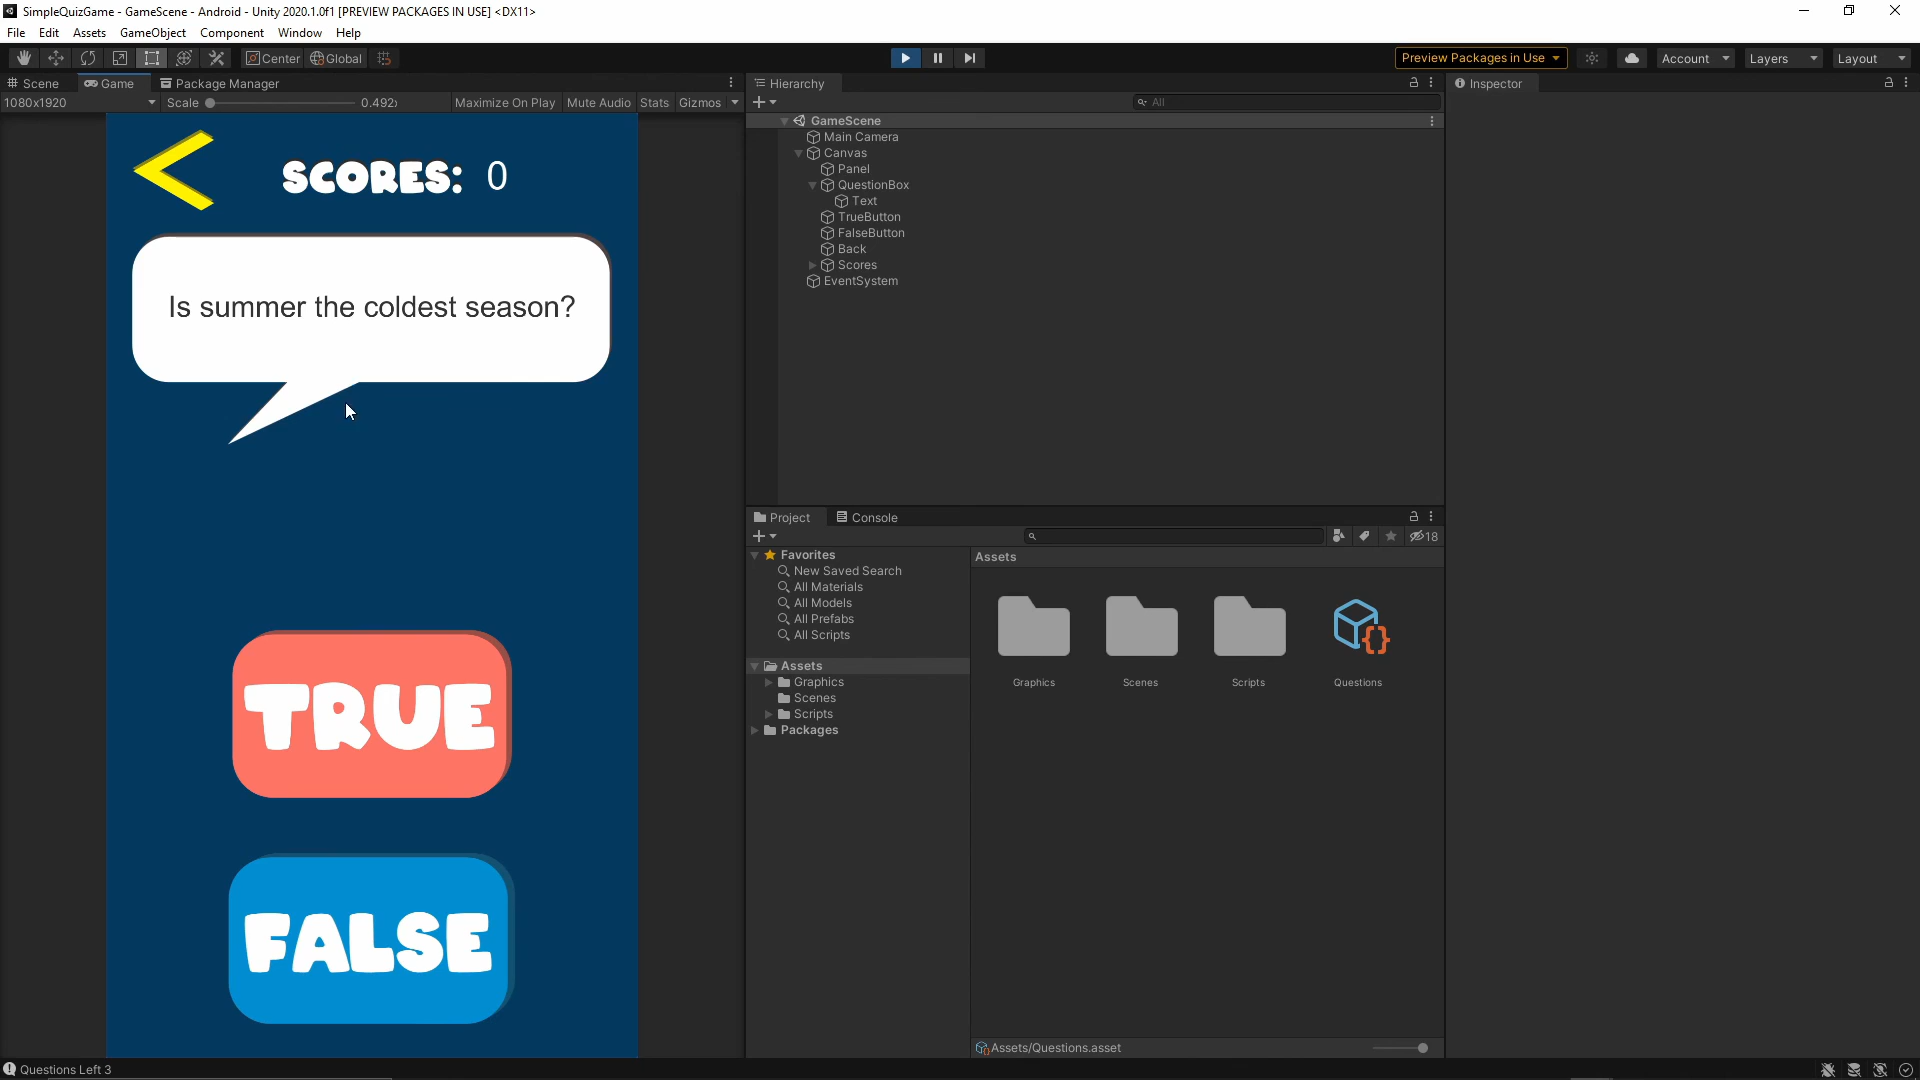 SimpleQuizGame - GameScene - Android - Unity 2020.1.0f1 [PREVIEW PACKAGES IN USE] <DX11>
File Edit Assets GameObject Component Window Help
Center Global Preview Packages in Use Account Layers Layout
Scene Game Package Manager
1080x1920 Scale 0.492x Maximize On Play Mute Audio Stats Gizmos
SCORES: 0
Is summer the coldest season?
TRUE
FALSE
Hierarchy
All
GameScene
Main Camera
Canvas
Panel
QuestionBox
Text
TrueButton
FalseButton
Back
Scores
EventSystem
Project Console
18
Favorites
New Saved Search
All Materials
All Models
All Prefabs
All Scripts
Assets
Graphics
Scenes
Scripts
Packages
Assets
Graphics Scenes Scripts Questions
Assets/Questions.asset
Inspector
Questions Left 3